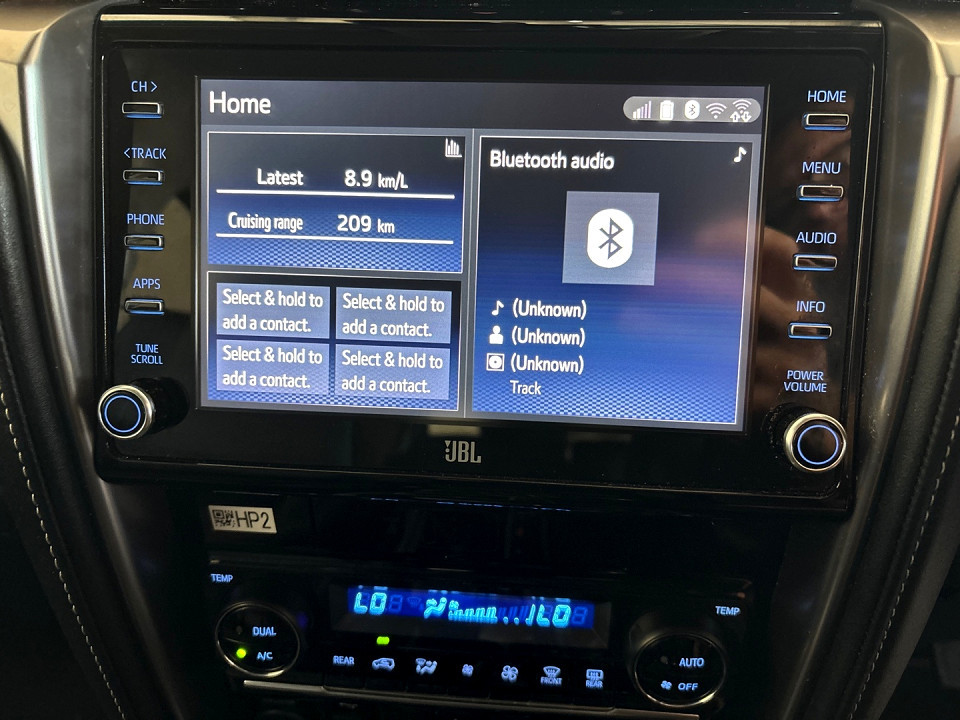 CH >
< TRACK
PHONE
APPS
TUNE
SCROLL
Home
Latest 8.9 km/L
Cruising range 209 km
Select & hold to
add a contact.
Select & hold to
add a contact.
Select & hold to
add a contact.
Select & hold to
add a contact.
Bluetooth audio
(Unknown)
(Unknown)
(Unknown)
Track
HOME
MENU
AUDIO
INFO
POWER
VOLUME
JBL
HP2
TEMP
DUAL
A/C
LO
LO
REAR
FRONT
REAR
TEMP
AUTO
OFF